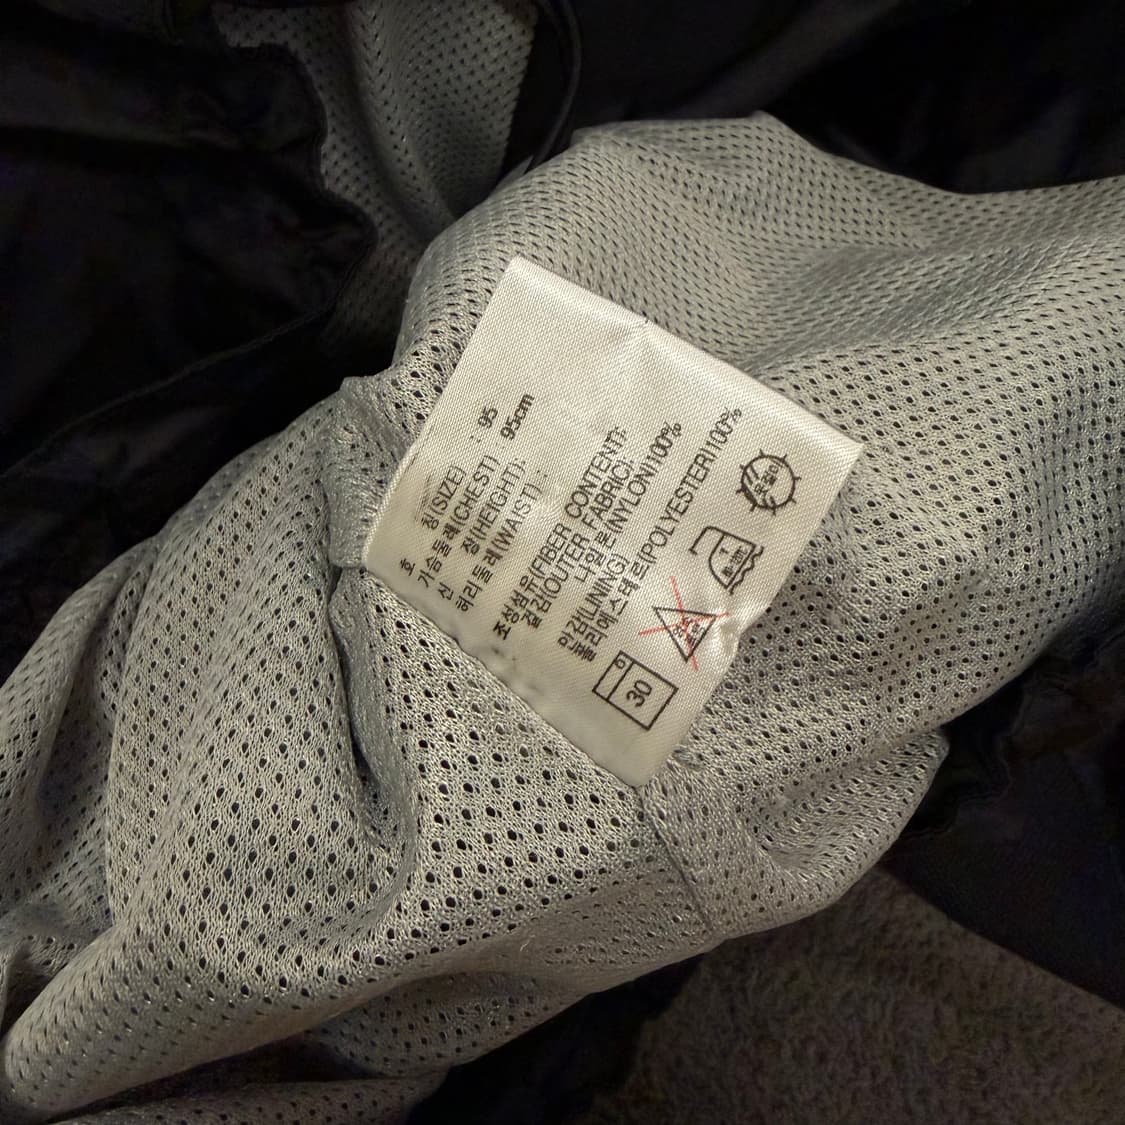 호 칭(SIZE) : 95
가슴둘레(CHEST) 95cm
신 장(HEIGHT):
허리둘레(WAIST) :
조성섬유(FIBER CONTENT):
겉감(OUTER FABRIC):
나일론(NYLON)100%
안감(LINING)
폴리에스테르(POLYESTER)100%
30